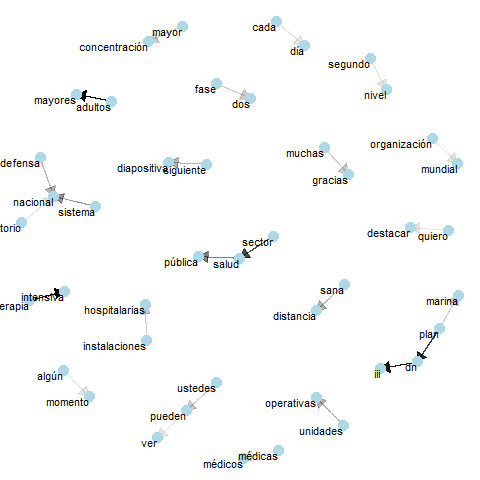 mayor
concentración
cada
día
segundo
nivel
mayores
adultos
fase
dos
defensa
nacional
sistema
torio
diapositiva
siguiente
muchas
gracias
organización
mundial
destacar
quiero
sector
pública
salud
intensiva
erapia
hospitalarias
instalaciones
sana
distancia
marina
plan
dn
iii
algún
momento
ustedes
pueden
ver
operativas
unidades
médicas
médicos